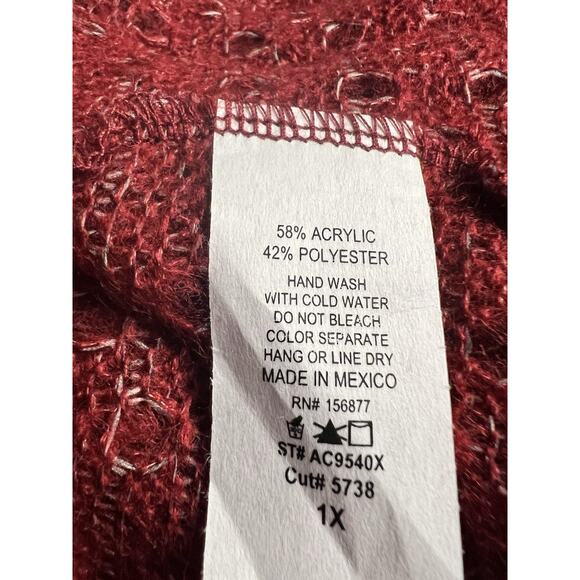 58% ACRYLIC
42% POLYESTER
HAND WASH
WITH COLD WATER
DO NOT BLEACH
COLOR SEPARATE
HANG OR LINE DRY
MADE IN MEXICO
RN# 156877
ST# AC9540X
Cut# 5738
1X